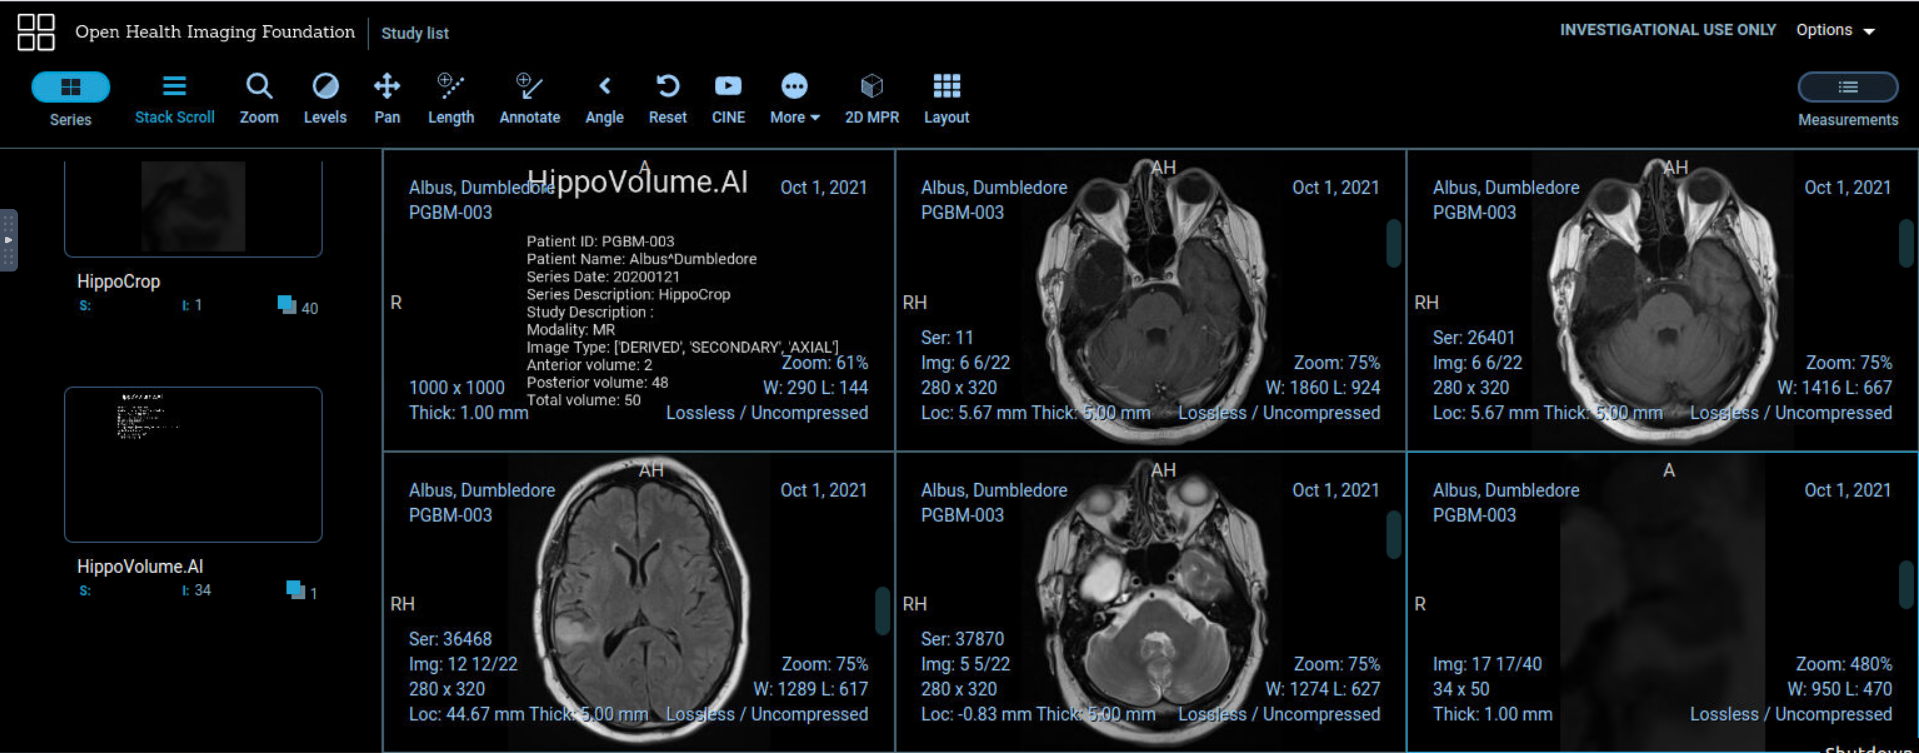 Open Health Imaging Foundation
Study list
INVESTIGATIONAL USE ONLY
Options
Series
Stack Scroll
Zoom
Levels
Pan
Length
Annotate
Angle
Reset
CINE
More
2D MPR
Layout
Measurements
HippoCrop
S:
I: 1
40
HippoVolume.AI
S:
I: 34
1
A
HippoVolume.AI
Albus, Dumbledore
Oct 1, 2021
PGBM-003
Patient ID: PGBM-003
Patient Name: Albus^Dumbledore
Series Date: 20200121
Series Description: HippoCrop
Study Description :
Modality: MR
Image Type: ['DERIVED', 'SECONDARY', 'AXIAL']
Anterior volume: 2
Posterior volume: 48
Total volume: 50
R
Zoom: 61%
1000 x 1000
W: 290 L: 144
Thick: 1.00 mm
Lossless / Uncompressed
AH
Albus, Dumbledore
Oct 1, 2021
PGBM-003
RH
Ser: 11
Img: 6 6/22
Zoom: 75%
280 x 320
W: 1860 L: 924
Loc: 5.67 mm Thick: 5.00 mm
Lossless / Uncompressed
AH
Albus, Dumbledore
Oct 1, 2021
PGBM-003
RH
Ser: 26401
Img: 6 6/22
Zoom: 75%
280 x 320
W: 1416 L: 667
Loc: 5.67 mm Thick: 5.00 mm
Lossless / Uncompressed
AH
Albus, Dumbledore
Oct 1, 2021
PGBM-003
RH
Ser: 36468
Img: 12 12/22
Zoom: 75%
280 x 320
W: 1289 L: 617
Loc: 44.67 mm Thick: 5.00 mm
Lossless / Uncompressed
AH
Albus, Dumbledore
Oct 1, 2021
PGBM-003
RH
Ser: 37870
Img: 5 5/22
Zoom: 75%
280 x 320
W: 1274 L: 627
Loc: -0.83 mm Thick: 5.00 mm
Lossless / Uncompressed
A
Albus, Dumbledore
Oct 1, 2021
PGBM-003
R
Img: 17 17/40
Zoom: 480%
34 x 50
W: 950 L: 470
Thick: 1.00 mm
Lossless / Uncompressed
Shutdown